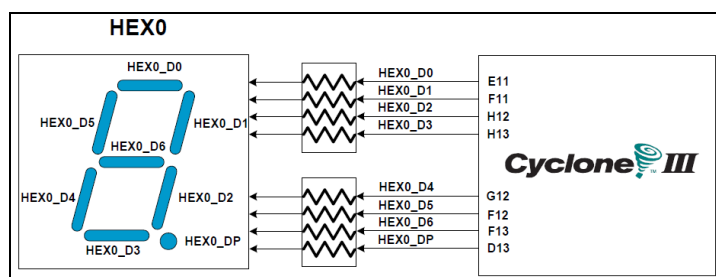 HEX0
HEX0_D0
HEX0_D5
HEX0_D1
HEX0_D6
HEX0_D4
HEX0_D2
HEX0_D3
HEX0_DP
HEX0_D0
HEX0_D1
HEX0_D2
HEX0_D3
HEX0_D4
HEX0_D5
HEX0_D6
HEX0_DP
E11
F11
H12
H13
Cyclone III
TM
G12
F12
F13
D13